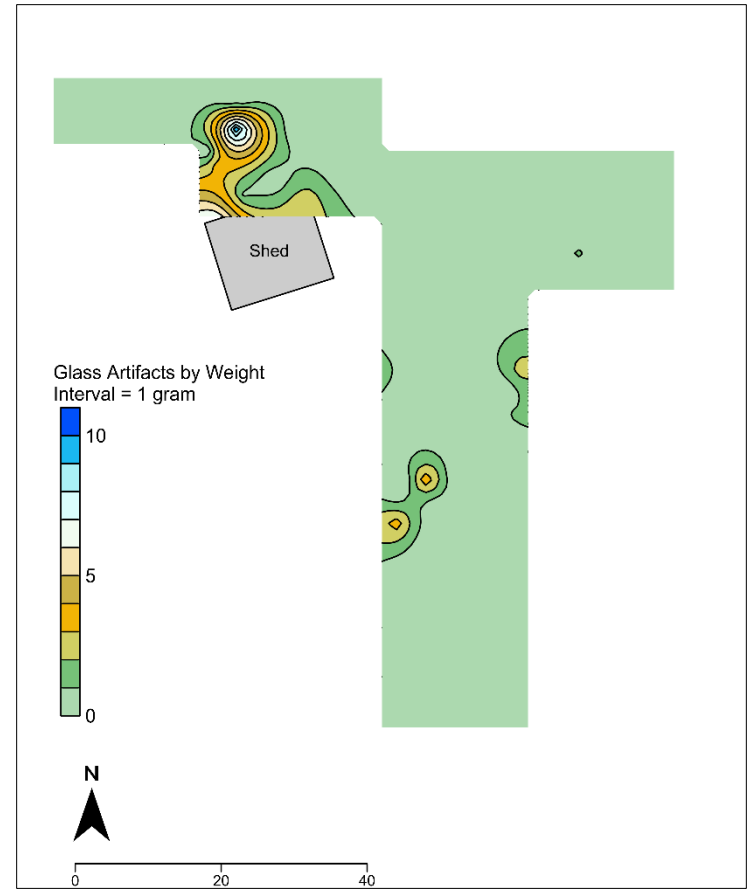 Shed
Glass Artifacts by Weight
Interval = 1 gram
10
5
0
N
0 20 40